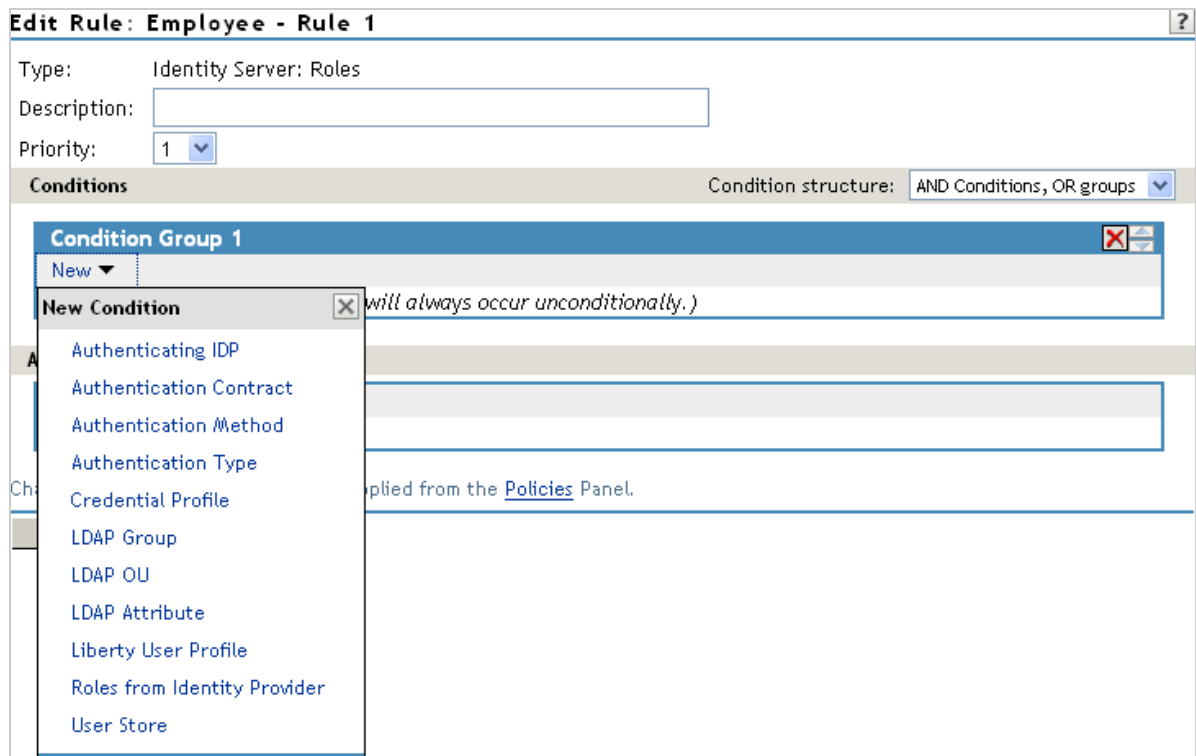 Edit Rule: Employee - Rule 1
?
Type: Identity Server: Roles
Description:
Priority: 1
Conditions Condition structure: AND Conditions, OR groups
Condition Group 1
New
New Condition will always occur unconditionally.)
Authenticating IDP
A
Authentication Contract
Authentication Method
Authentication Type
Ch plied from the Policies Panel.
Credential Profile
LDAP Group
LDAP OU
LDAP Attribute
Liberty User Profile
Roles from Identity Provider
User Store